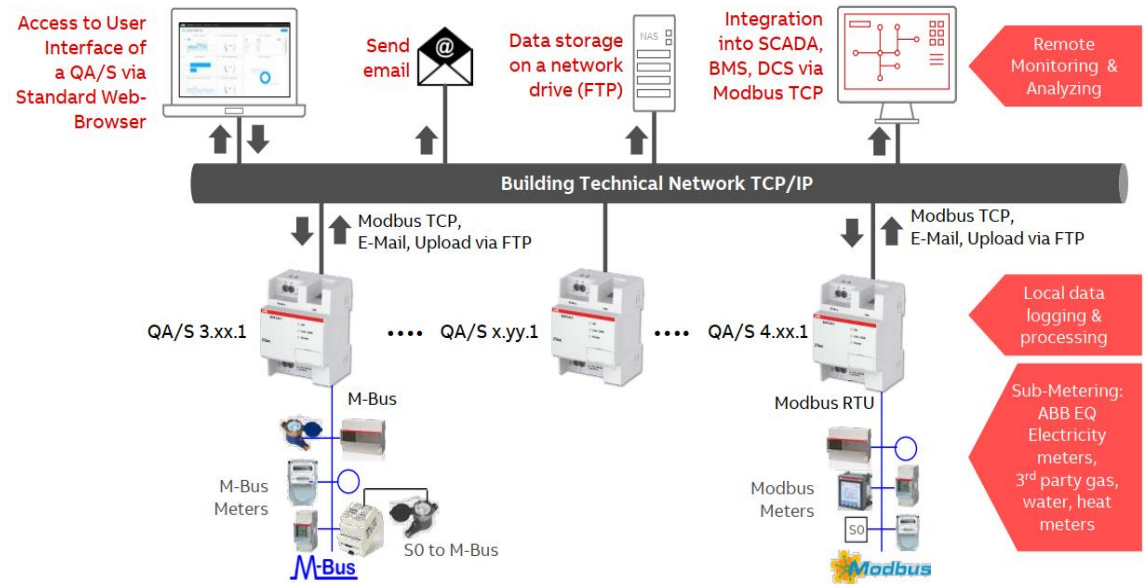 Access to User
Interface of
a QA/S via
Standard Web-
Browser
Send
email
@
Data storage
on a network
drive (FTP)
NAS
Integration
into SCADA,
BMS, DCS via
Modbus TCP
Remote
Monitoring &
Analyzing
Building Technical Network TCP/IP
Modbus TCP,
E-Mail, Upload via FTP
Modbus TCP,
E-Mail, Upload via FTP
QA/S 3.xx.1
QA/S x.yy.1
QA/S 4.xx.1
Local data
logging &
processing
M-Bus
Modbus RTU
M-Bus
Meters
S0 to M-Bus
M-Bus
Modbus
Meters
S0
Modbus
Sub-Metering:
ABB EQ
Electricity
meters,
3rd party gas,
water, heat
meters